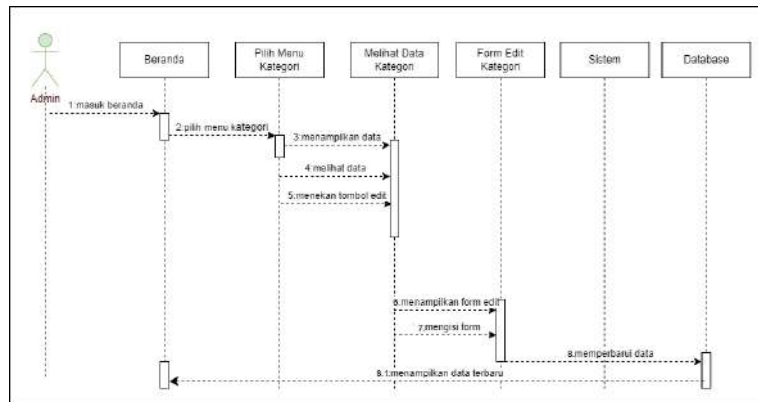 Beranda
Pilih Menu
Kategori
Melihat Data
Kategori
Form Edit
Kategori
Sistem
Database
Admin
1:masuk beranda
2:pilih menu kategori
3:menampilkan data
4:melihat data
5:menekan tombol edit
6:menampilkan form edit
7:mengisi form
8:memperbarui data
8.1:menampilkan data terbaru